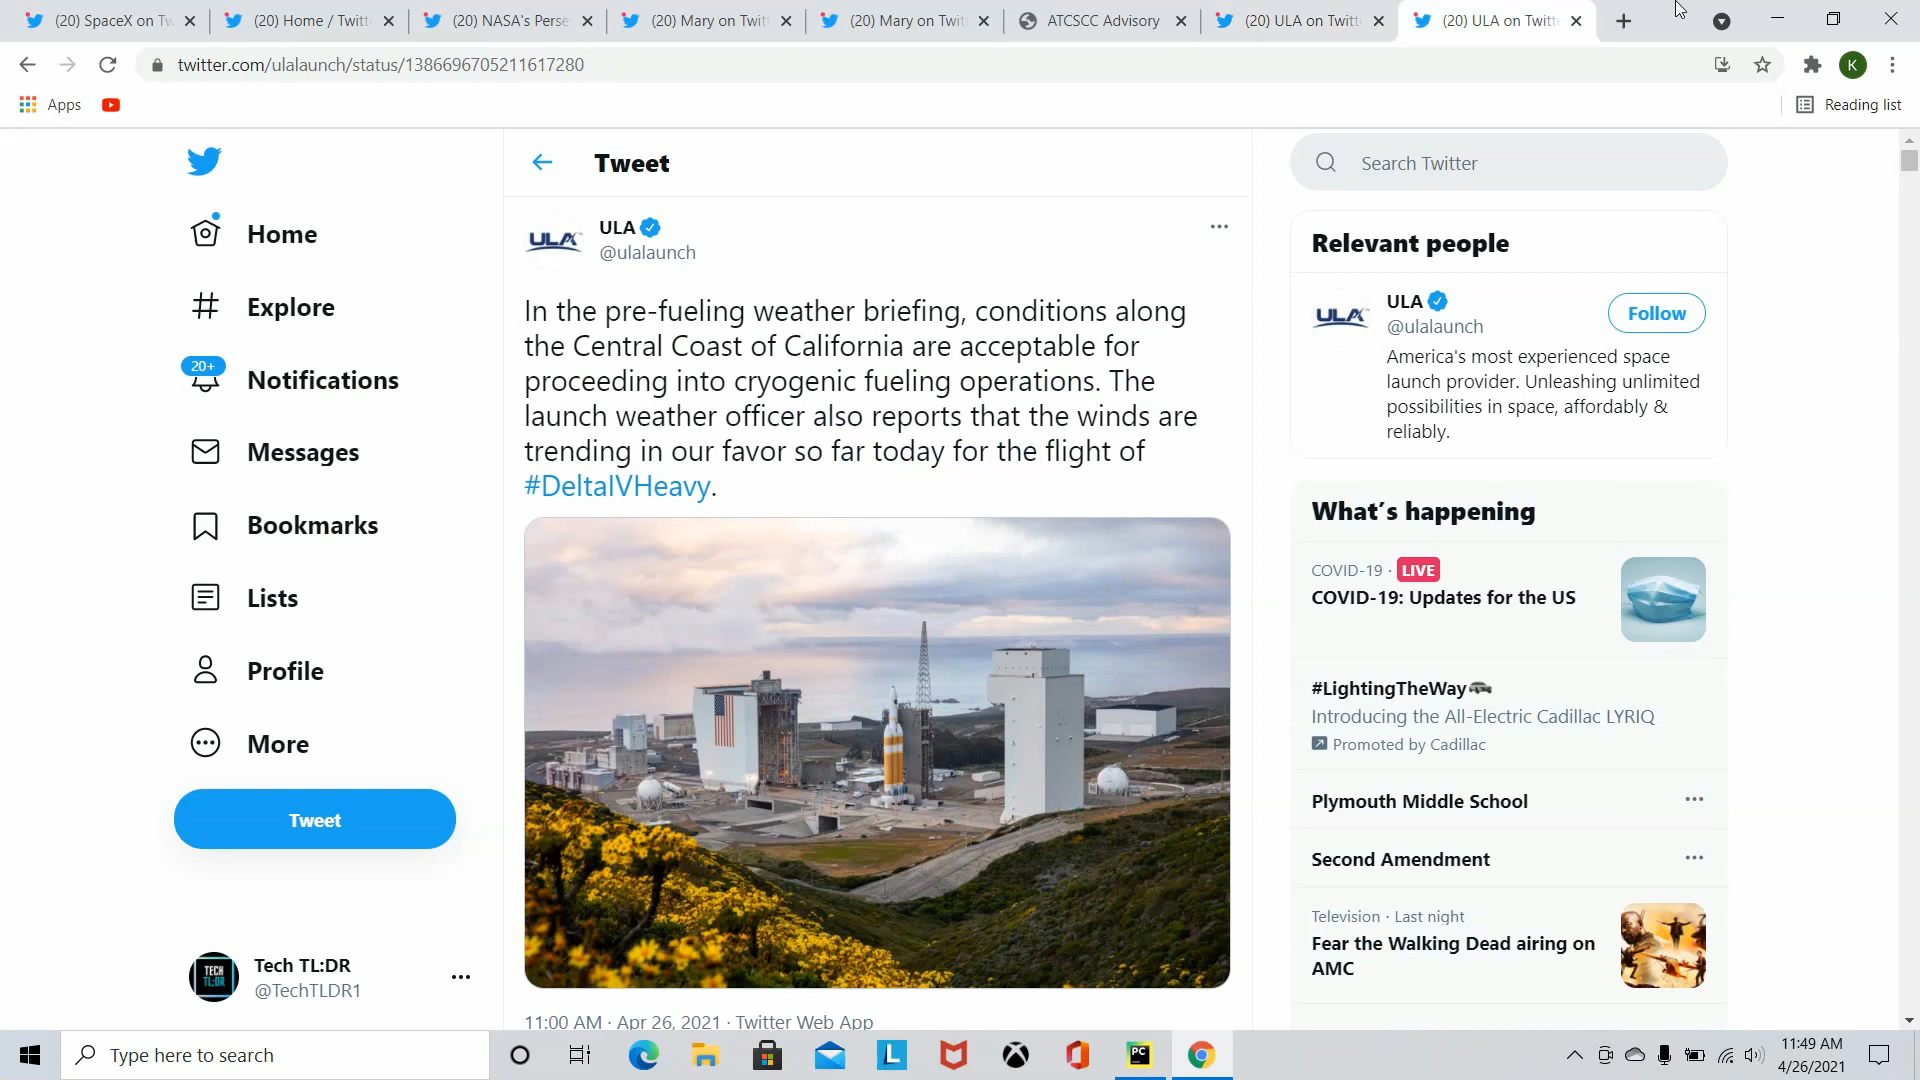 (20) SpaceX on Tw
(20) Home / Twitt
(20) NASA's Perse
(20) Mary on Twit
(20) Mary on Twit
ATCSCC Advisory
(20) ULA on Twitt
(20) ULA on Twitt
twitter.com/ulalaunch/status/1386696705211617280
K
Apps
Reading list
Home
Explore
20+
Notifications
Messages
Bookmarks
Lists
Profile
More
Tweet
TECH
TL:DR
Tech TL:DR
@TechTLDR1
Tweet
ULA
ULA
@ulalaunch
In the pre-fueling weather briefing, conditions along
the Central Coast of California are acceptable for
proceeding into cryogenic fueling operations. The
launch weather officer also reports that the winds are
trending in our favor so far today for the flight of
#DeltaIVHeavy.
11:00 AM · Apr 26, 2021 · Twitter Web App
Search Twitter
Relevant people
ULA
ULA
@ulalaunch
Follow
America's most experienced space
launch provider. Unleashing unlimited
possibilities in space, affordably &
reliably.
What's happening
COVID-19 · LIVE
COVID-19: Updates for the US
#LightingTheWay
Introducing the All-Electric Cadillac LYRIQ
Promoted by Cadillac
Plymouth Middle School
Second Amendment
Television · Last night
Fear the Walking Dead airing on
AMC
Type here to search
L
PC
11:49 AM
4/26/2021